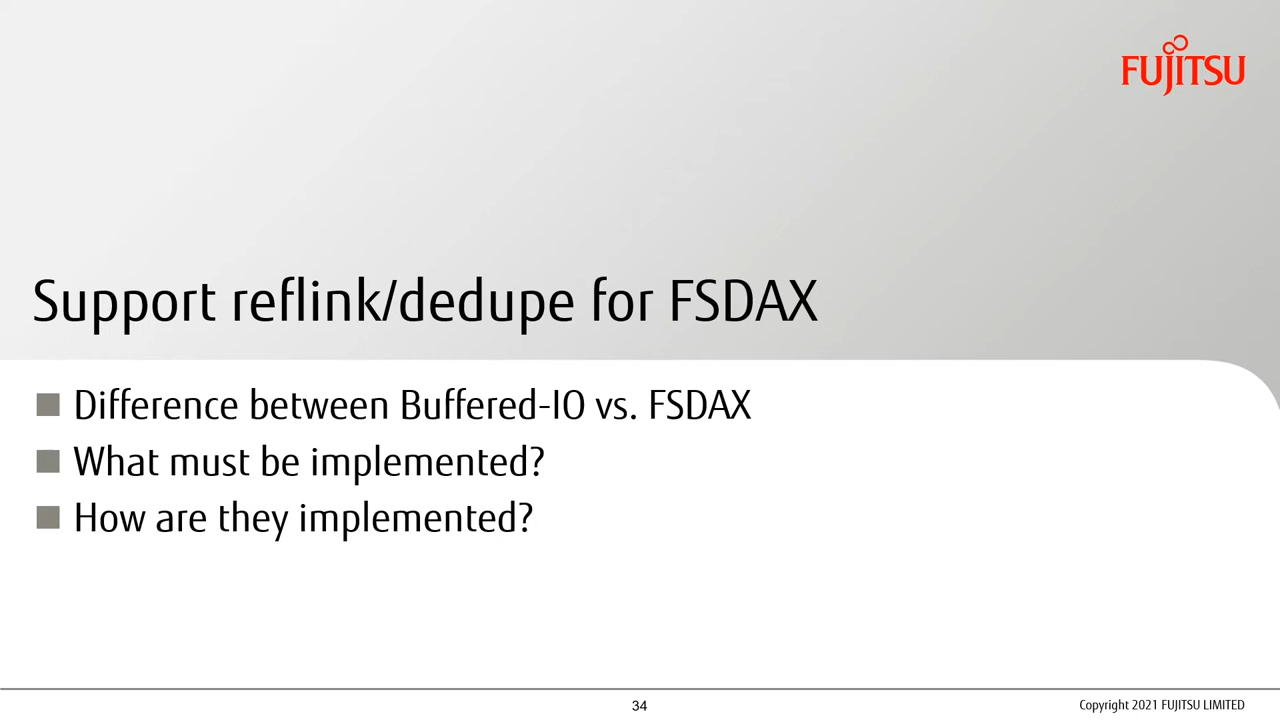 FUJITSU
Support reflink/dedupe for FSDAX
Difference between Buffered-IO vs. FSDAX
What must be implemented?
How are they implemented?
34
Copyright 2021 FUJITSU LIMITED